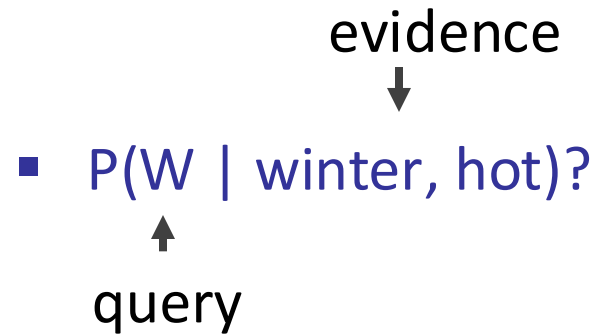 evidence
▪ P(W | winter, hot)?
query